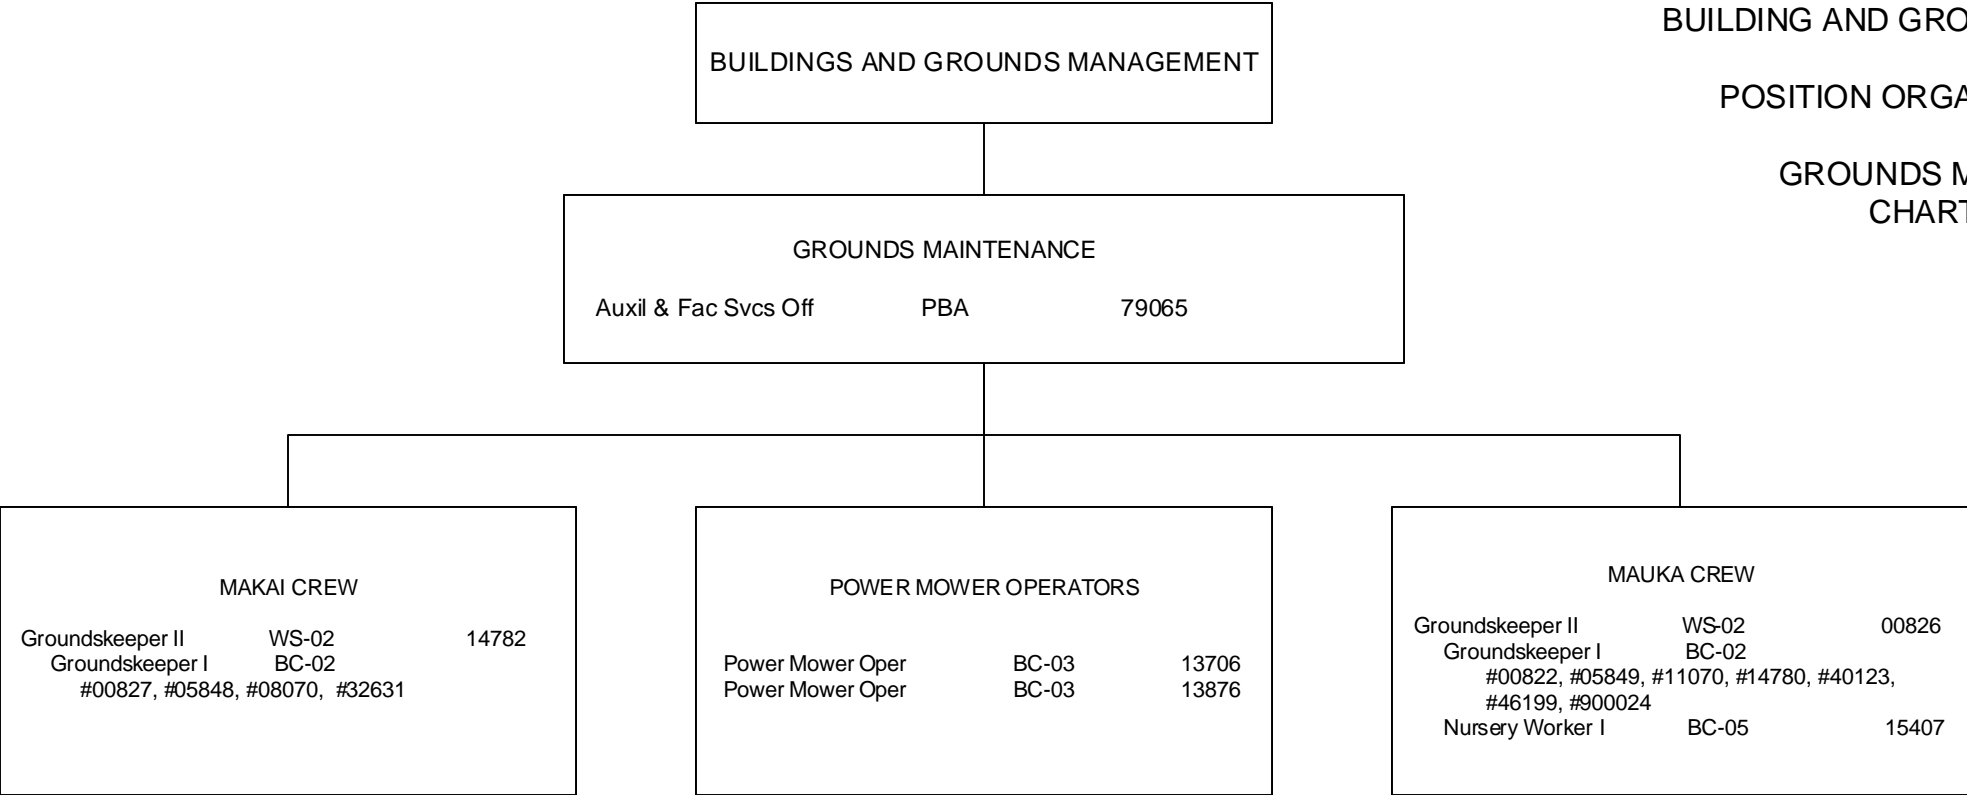 BUILDING AND
POSITION
GROUNDS
BUILDINGS AND GROUNDS MANAGEMENT
GROUNDS MAINTENANCE
Auxil & Fac Svcs Off PBA 79065
MAKAI CREW
Groundskeeper II WS-02 14782
Groundskeeper I BC-02
#00827, #05848, #08070, #32631
POWER MOWER OPERATORS
Power Mower Oper BC-03 13706
Power Mower Oper BC-03 13876
MAUKA CREW
Groundskeeper II WS-02 00826
Groundskeeper I BC-02
#00822, #05849, #11070, #14780, #40123,
#46199, #900024
Nursery Worker I BC-05 15407